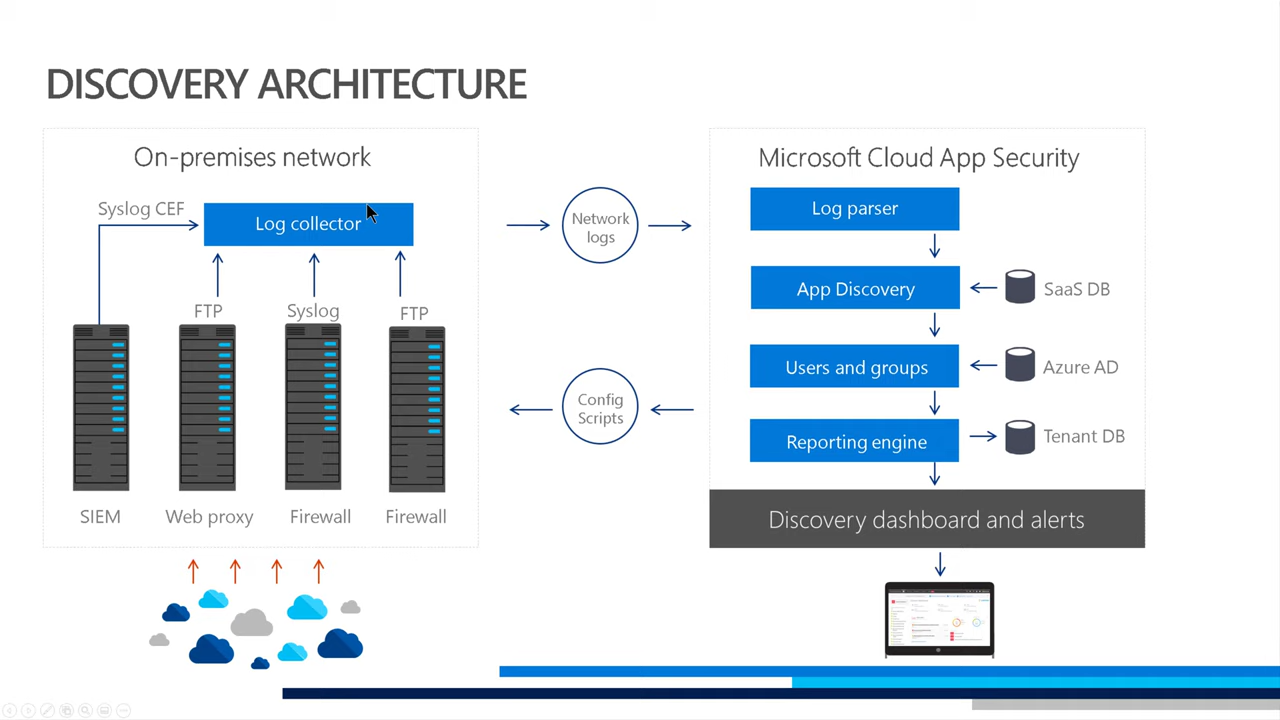 DISCOVERY ARCHITECTURE
On-premises network
Syslog CEF
Log collector
FTP
Syslog
FTP
SIEM
Web proxy
Firewall
Firewall
Network
logs
Config
Scripts
Microsoft Cloud App Security
Log parser
App Discovery
SaaS DB
Users and groups
Azure AD
Reporting engine
Tenant DB
Discovery dashboard and alerts